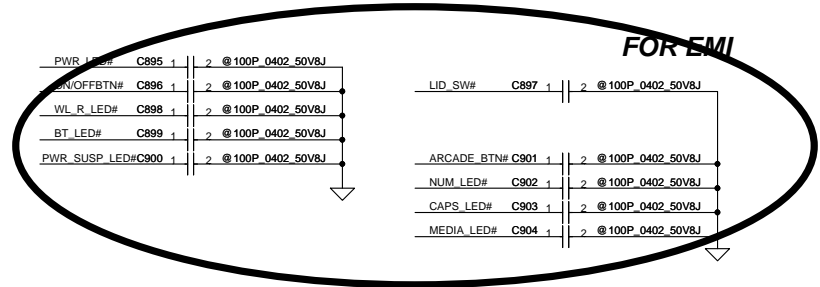 FOR EMI
PWR_LED# C895 1 2 @100P_0402_50V8J
ON/OFFBTN# C896 1 2 @100P_0402_50V8J
WL_R_LED# C898 1 2 @100P_0402_50V8J
BT_LED# C899 1 2 @100P_0402_50V8J
PWR_SUSP_LED# C900 1 2 @100P_0402_50V8J
LID_SW# C897 1 2 @100P_0402_50V8J
ARCADE_BTN# C901 1 2 @100P_0402_50V8J
NUM_LED# C902 1 2 @100P_0402_50V8J
CAPS_LED# C903 1 2 @100P_0402_50V8J
MEDIA_LED# C904 1 2 @100P_0402_50V8J